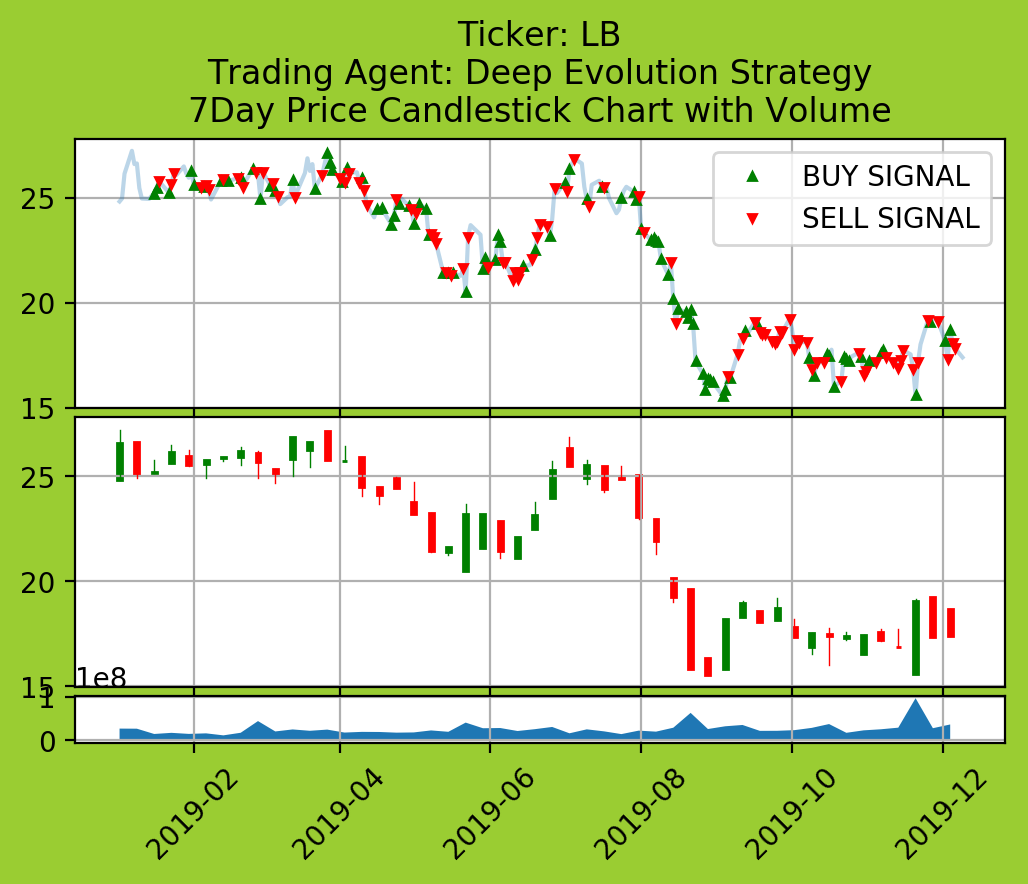 Ticker: LB
Trading Agent: Deep Evolution Strategy
7Day Price Candlestick Chart with Volume
BUY SIGNAL
SELL SIGNAL
25
20
15
25
20
15
1e8
1
0
2019-02
2019-04
2019-06
2019-08
2019-10
2019-12